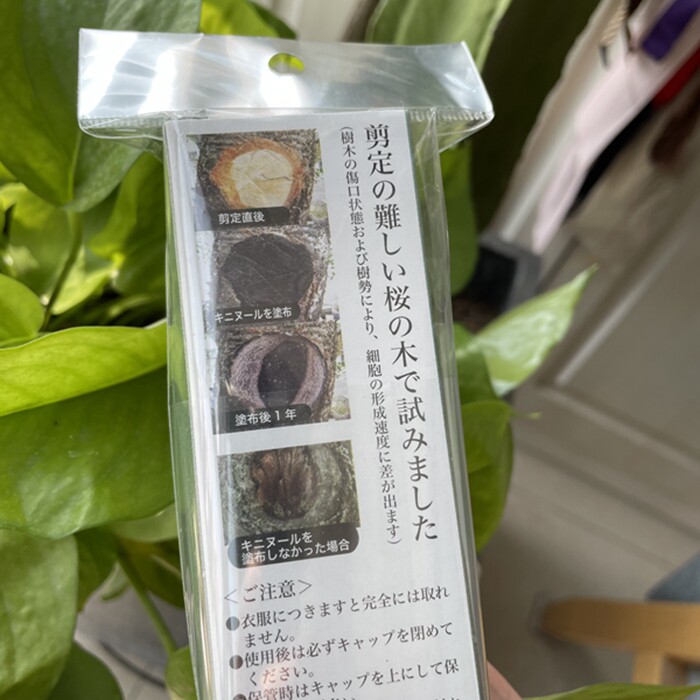 剪定の難しい桜の木で試みました
(樹木の傷口状態および樹勢により、細胞の形成速度に差が出ます)
剪定直後
キニヌールを塗布
塗布後1年
キニヌールを
塗布しなかった場合
＜ご注意＞
●衣服につきますと完全には取れ
ません。
●使用後は必ずキャップを閉めて
ください。
●保管時はキャップを上にして保